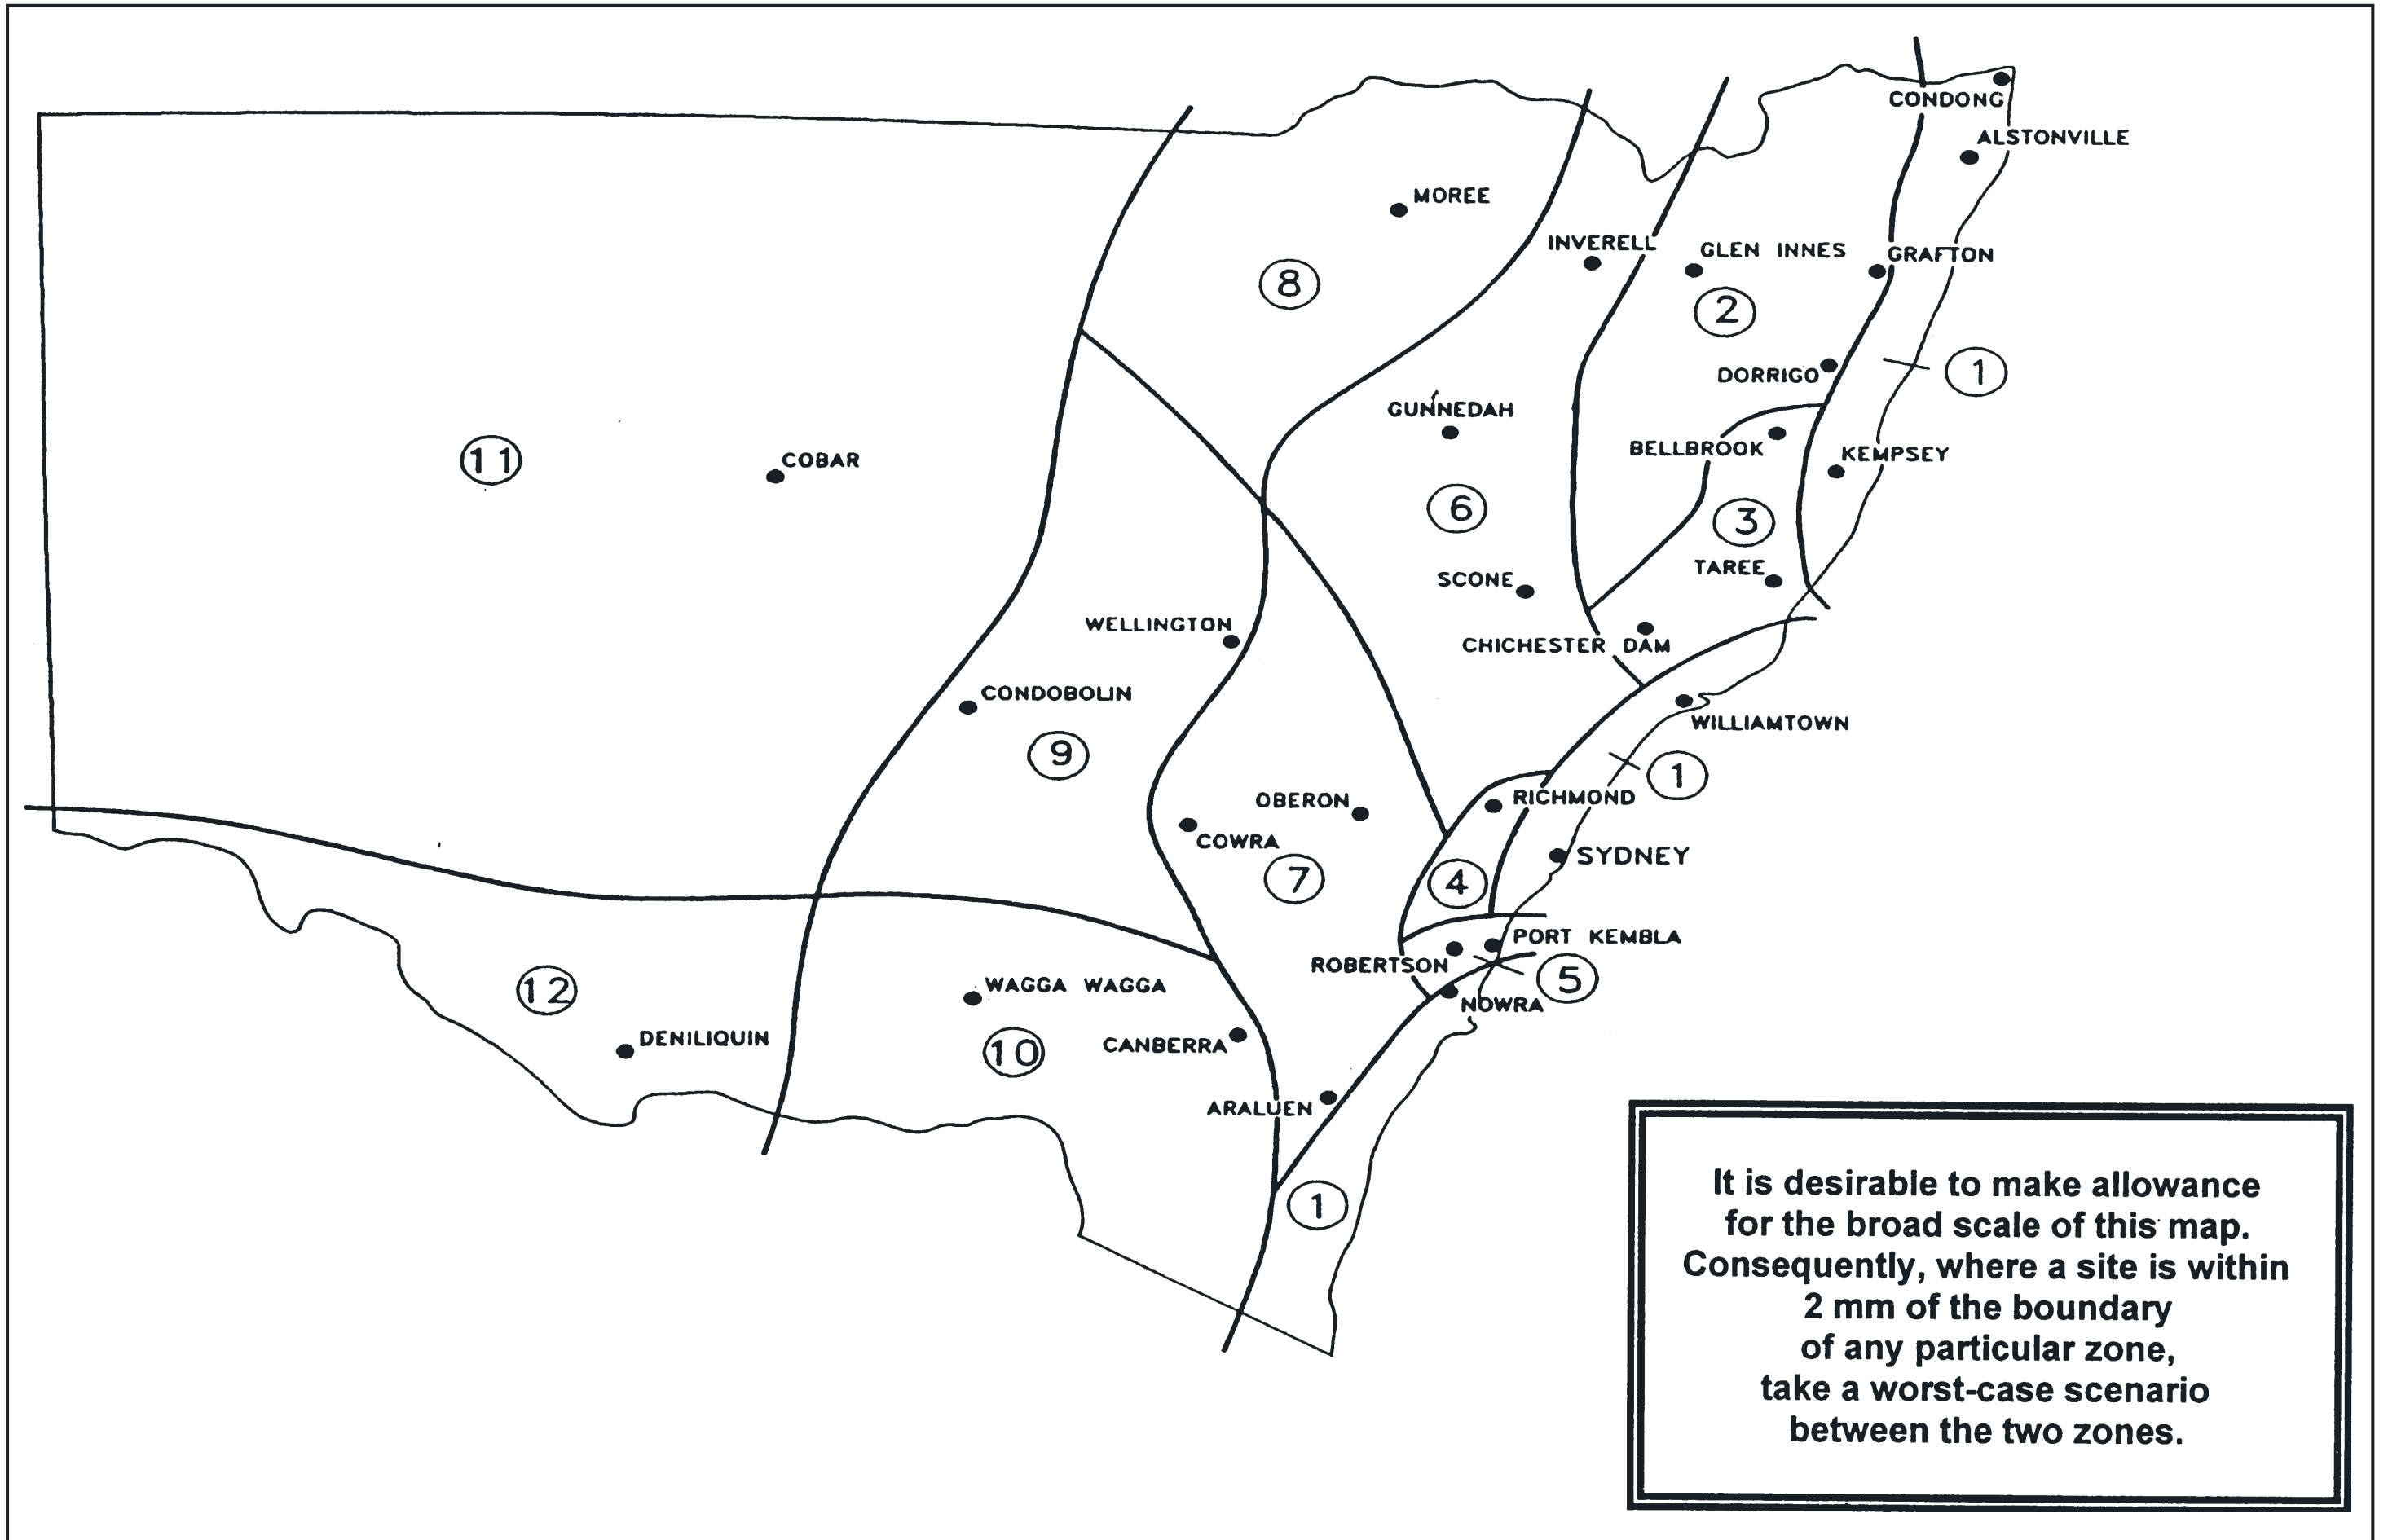 CONDONG
ALSTONVILLE
MOREE
INVERELL
GLEN INNES
GRAFTON
8
2
DORRIGO
1
GUNNEDAH
BELLBROOK
KEMPSEY
11
COBAR
6
3
TAREE
SCONE
WELLINGTON
CHICHESTER DAM
CONDOBOLIN
WILLIAMTOWN
9
1
OBERON
RICHMOND
COWRA
SYDNEY
7
4
PORT KEMBLA
ROBERTSON
5
12
WAGGA WAGGA
NOWRA
DENILIQUIN
10
CANBERRA
ARALUEN
1
It is desirable to make allowance
for the broad scale of this map.
Consequently, where a site is within
2 mm of the boundary
of any particular zone,
take a worst-case scenario
between the two zones.